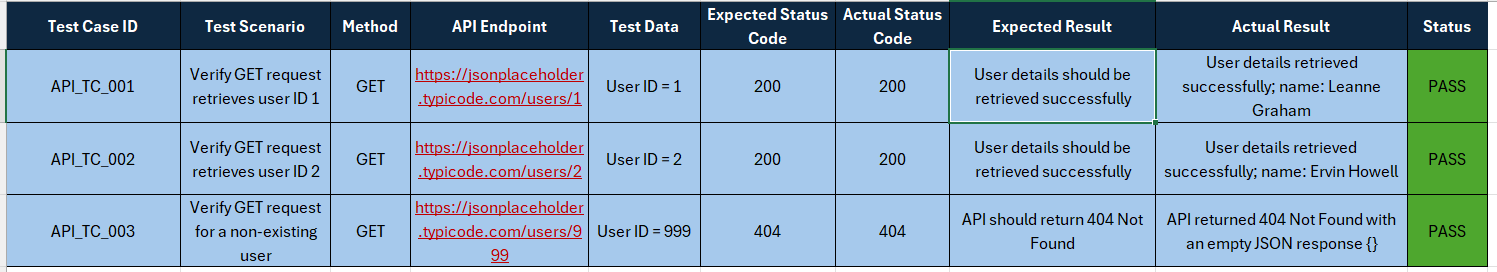 Test Case ID
Test Scenario
Method
API Endpoint
Test Data
Expected Status
Code
Actual Status
Code
Expected Result
Actual Result
Status
API_TC_001
Verify GET request
retrieves user ID 1
GET
https://jsonplaceholder
.typicode.com/users/1
User ID = 1
200
200
User details should be
retrieved successfully
User details retrieved
successfully; name: Leanne
Graham
PASS
API_TC_002
Verify GET request
retrieves user ID 2
GET
https://jsonplaceholder
.typicode.com/users/2
User ID = 2
200
200
User details should be
retrieved successfully
User details retrieved
successfully; name: Ervin Howell
PASS
API_TC_003
Verify GET request
for a non-existing
user
GET
https://jsonplaceholder
.typicode.com/users/9
99
User ID = 999
404
404
API should return 404 Not
Found
API returned 404 Not Found with
an empty JSON response {}
PASS